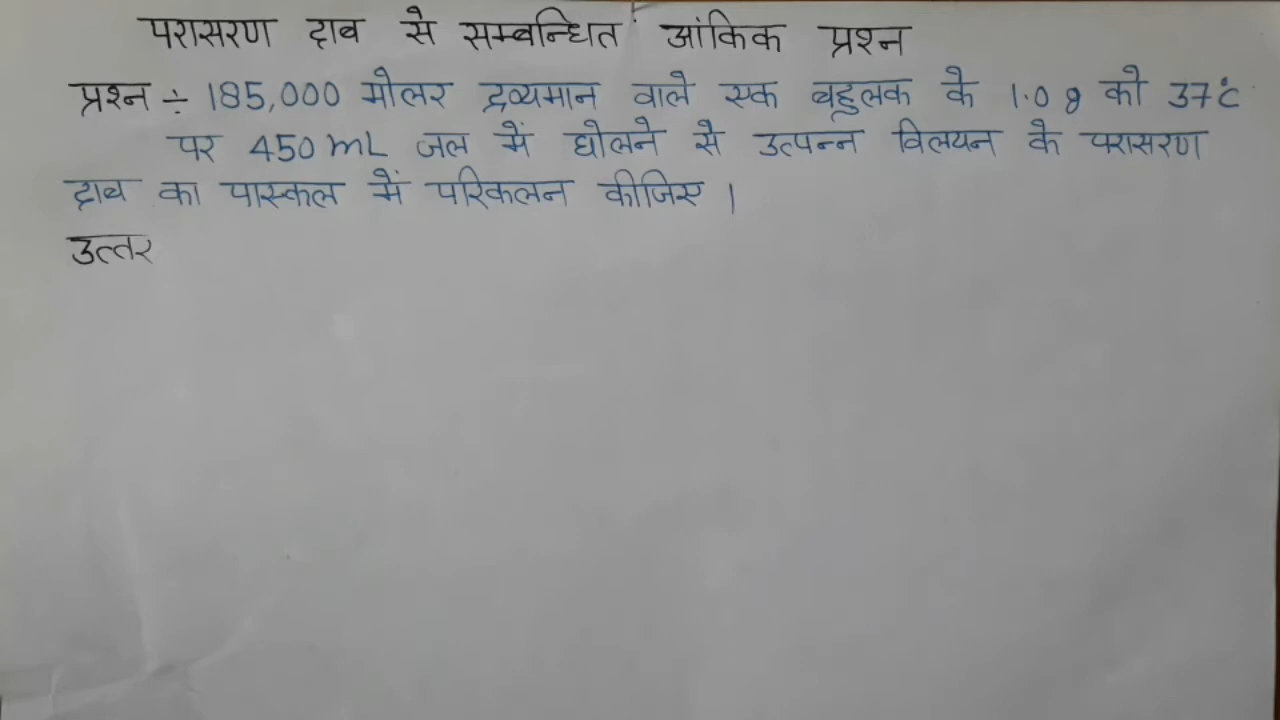 परासरण दाब से सम्बन्धित आंकिक प्रश्न
प्रश्न ÷ 185,000 मोलर द्रव्यमान वाले एक बहुलक के 1.0 g को 37°C
पर 450 mL जल में घोलने से उत्पन्न विलयन के परासरण
दाब का पास्कल में परिकलन कीजिए।
उत्तर